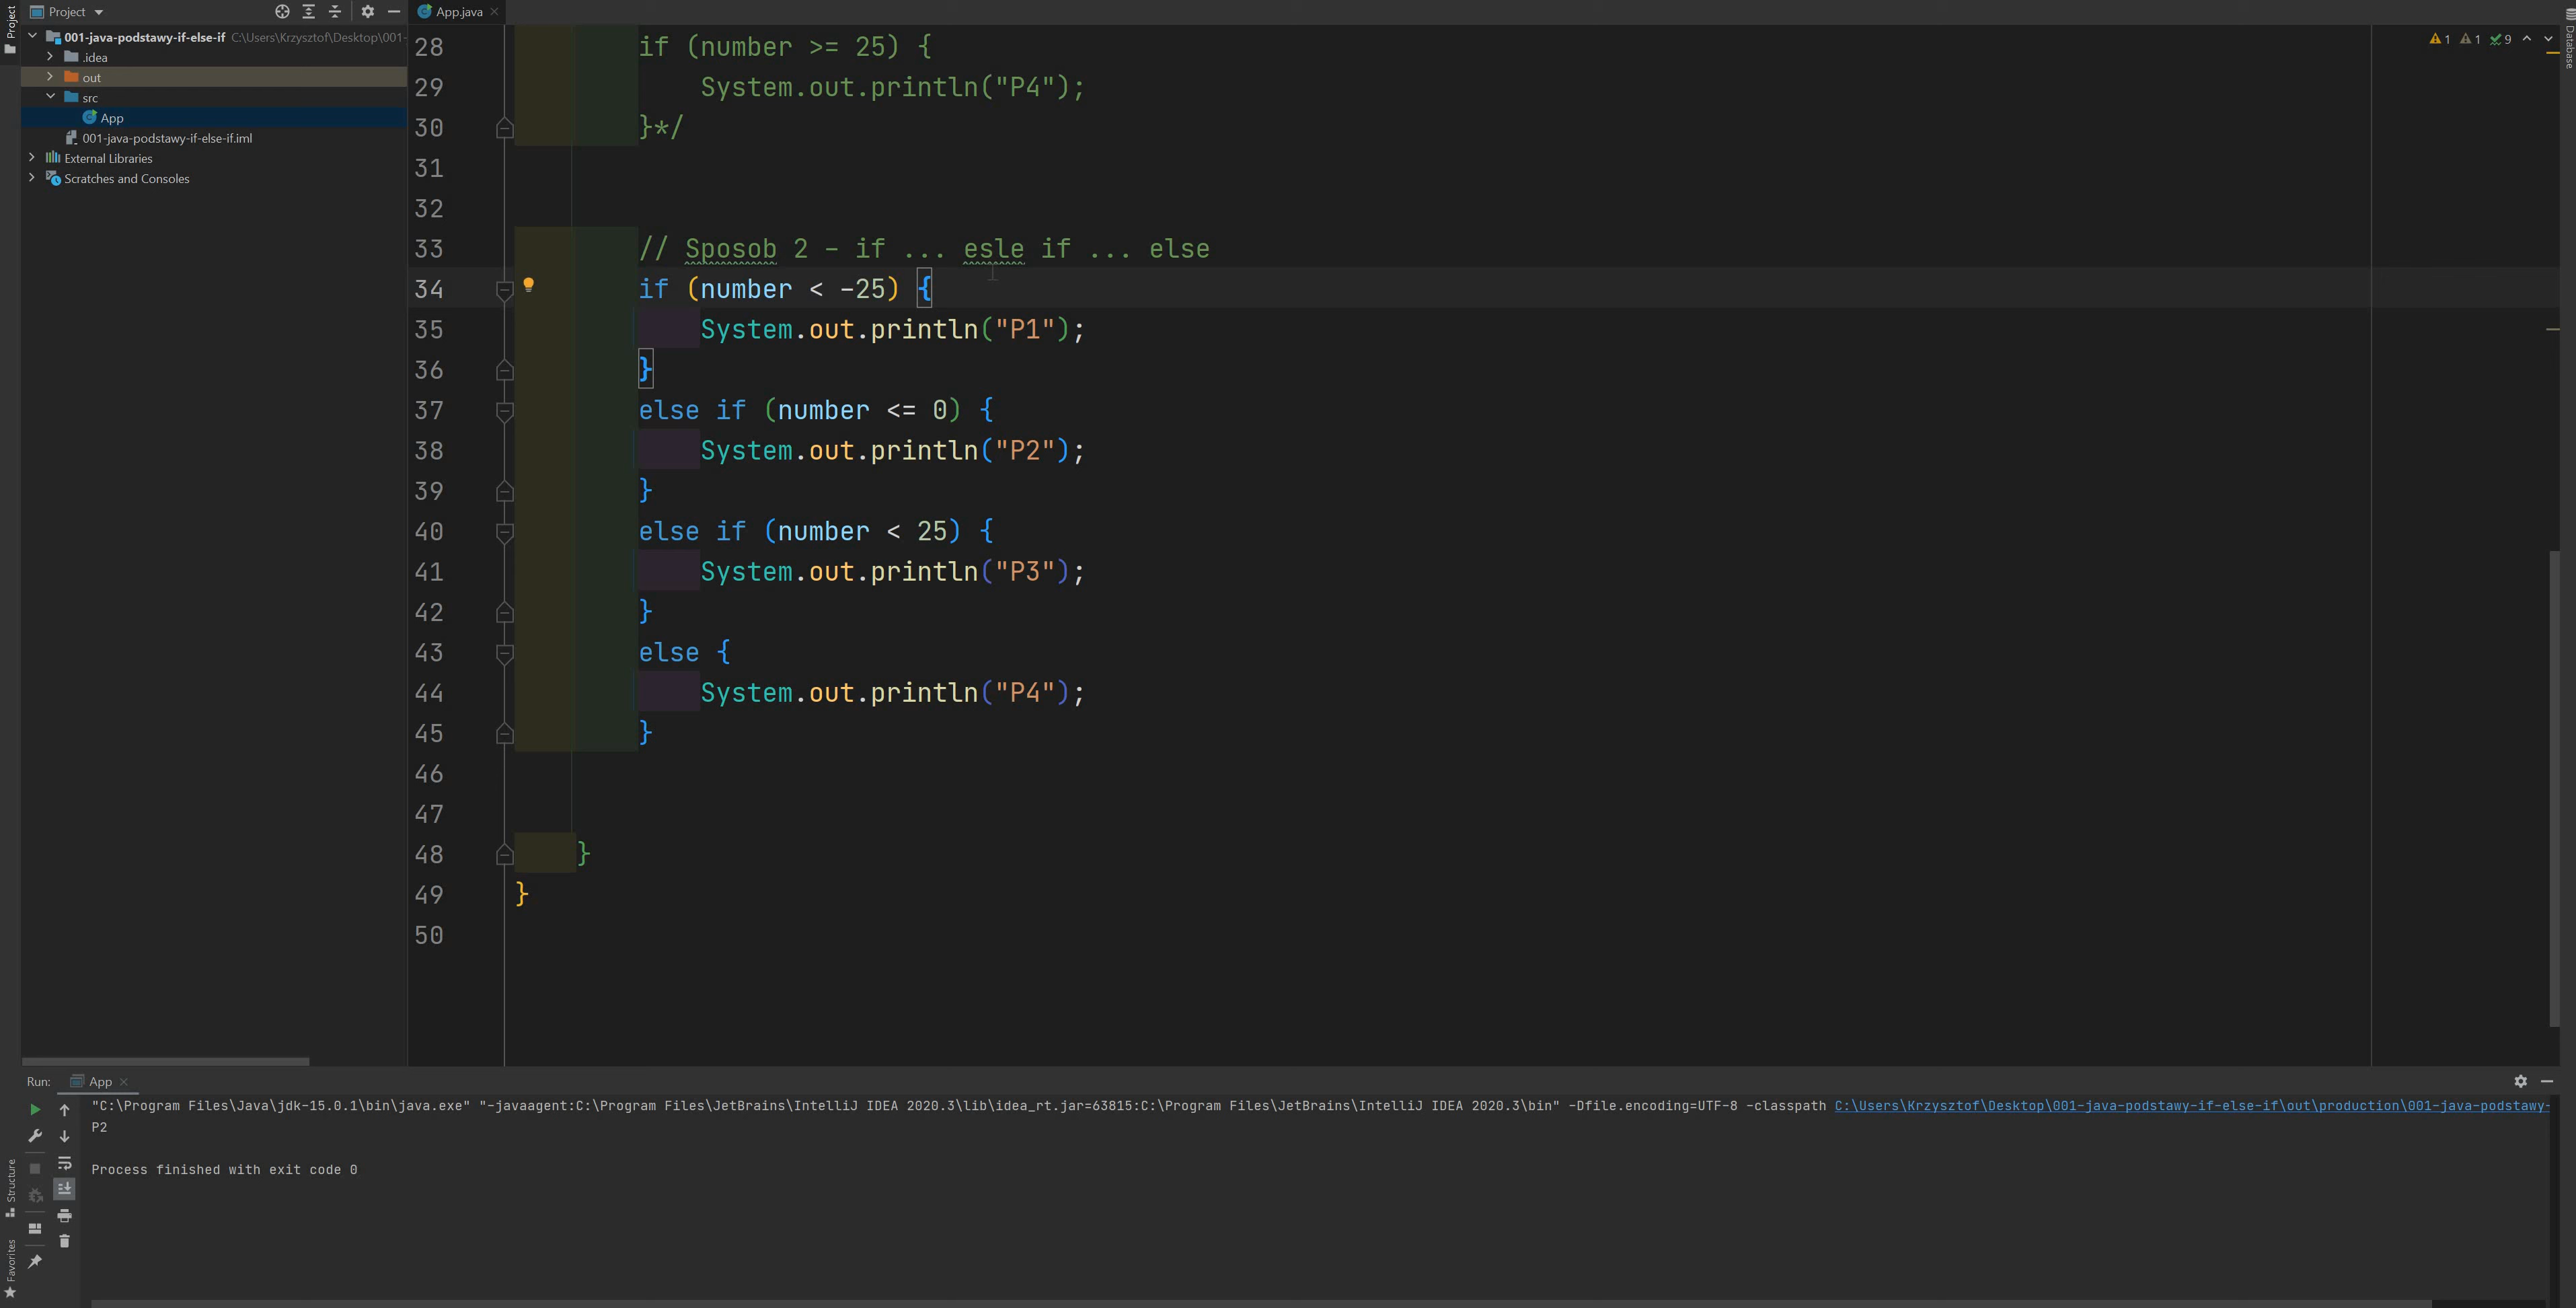 Project
App.java
Project
001-java-podstawy-if-else-if C:\Users\Krzysztof\Desktop\001-
.idea
out
src
App
001-java-podstawy-if-else-if.iml
External Libraries
Scratches and Consoles
1 1 9
Database
28 if (number >= 25) {
29 System.out.println("P4");
30 }*/
31
32
33 // Sposob 2 - if ... esle if ... else
34 if (number < -25) {
35 System.out.println("P1");
36 }
37 else if (number <= 0) {
38 System.out.println("P2");
39 }
40 else if (number < 25) {
41 System.out.println("P3");
42 }
43 else {
44 System.out.println("P4");
45 }
46
47
48 }
49 }
50
Run: App
"C:\Program Files\Java\jdk-15.0.1\bin\java.exe" "-javaagent:C:\Program Files\JetBrains\IntelliJ IDEA 2020.3\lib\idea_rt.jar=63815:C:\Program Files\JetBrains\IntelliJ IDEA 2020.3\bin" -Dfile.encoding=UTF-8 -classpath C:\Users\Krzysztof\Desktop\001-java-podstawy-if-else-if\out\production\001-java-podstawy-
P2
Process finished with exit code 0
Structure
Favorites